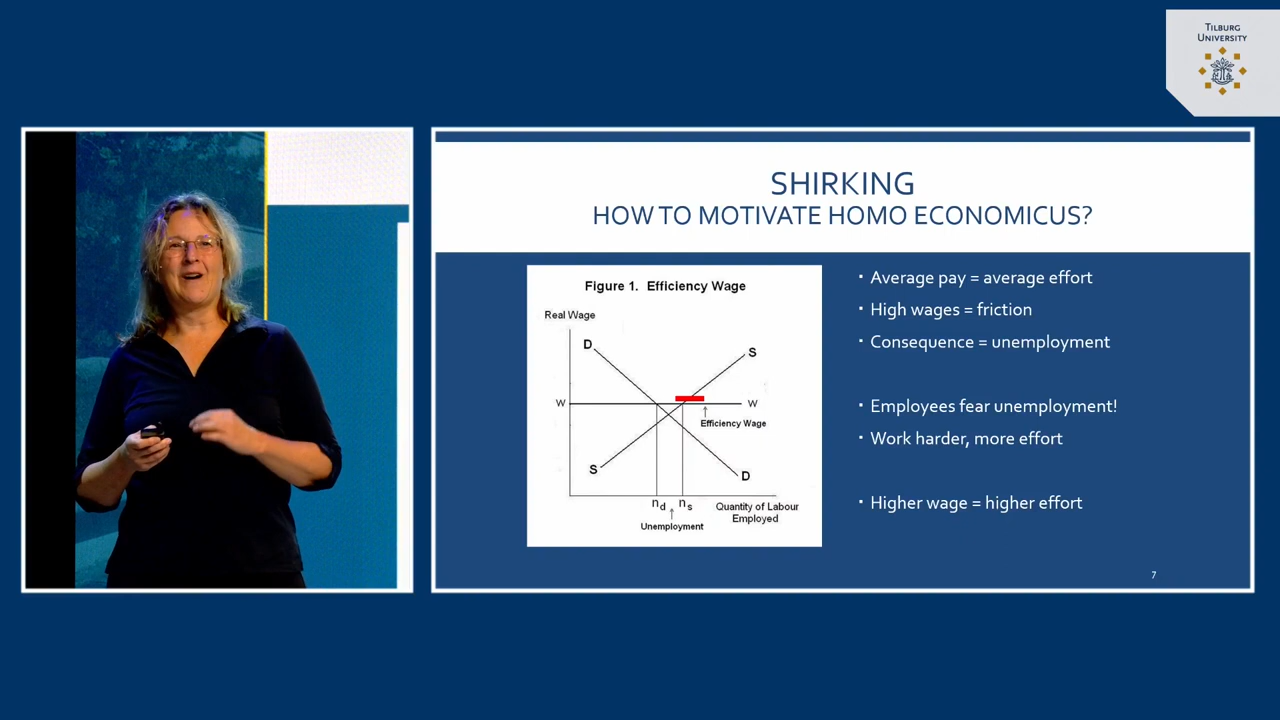 TILBURG
UNIVERSITY
SHIRKING
HOW TO MOTIVATE HOMO ECONOMICUS?
Figure 1. Efficiency Wage
Real Wage
D
S
W
W
Efficiency Wage
S
D
nd ns
Quantity of Labour
Employed
Unemployment
▪ Average pay = average effort
▪ High wages = friction
▪ Consequence = unemployment
▪ Employees fear unemployment!
▪ Work harder, more effort
▪ Higher wage = higher effort
7